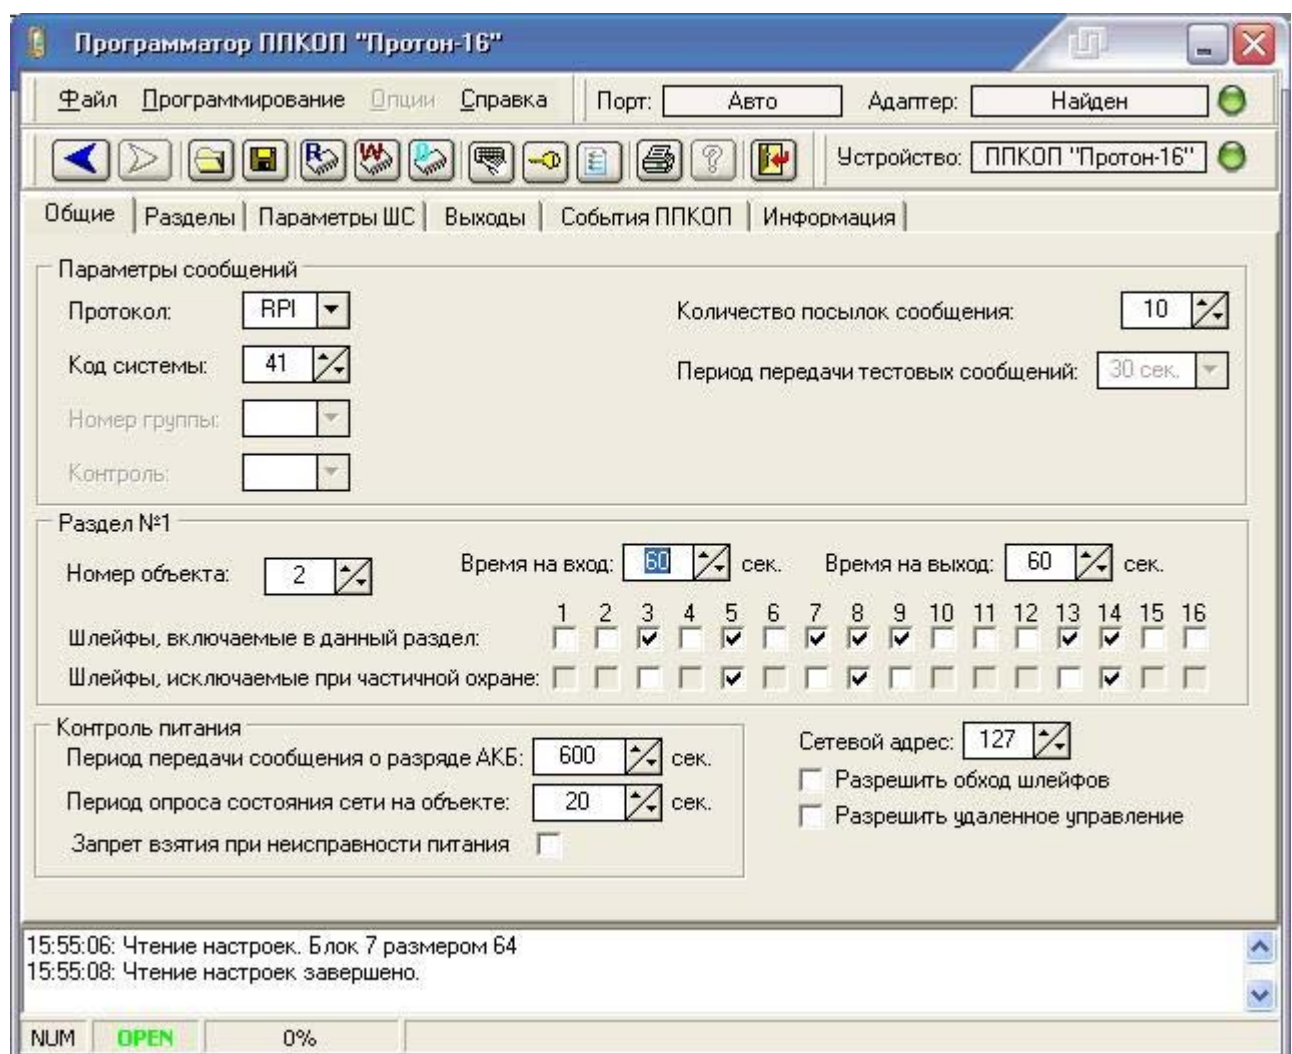 Программатор ППКОП "Протон-16"
Файл Программирование Опции Справка Порт: Авто Адаптер: Найден
R W D ? Устройство: ППКОП "Протон-16"
Общие Разделы Параметры ШС Выходы События ППКОП Информация
Параметры сообщений
Протокол: RPI Количество посылок сообщения: 10
Код системы: 41 Период передачи тестовых сообщений: 30 сек.
Номер группы:
Контроль:
Раздел №1
Номер объекта: 2 Время на вход: 60 сек. Время на выход: 60 сек.
1 2 3 4 5 6 7 8 9 10 11 12 13 14 15 16
Шлейфы, включаемые в данный раздел:
Шлейфы, исключаемые при частичной охране:
Контроль питания
Период передачи сообщения о разряде АКБ: 600 сек. Сетевой адрес: 127
Разрешить обход шлейфов
Период опроса состояния сети на объекте: 20 сек. Разрешить удаленное управление
Запрет взятия при неисправности питания
15:55:06: Чтение настроек. Блок 7 размером 64
15:55:08: Чтение настроек завершено.
NUM OPEN 0%